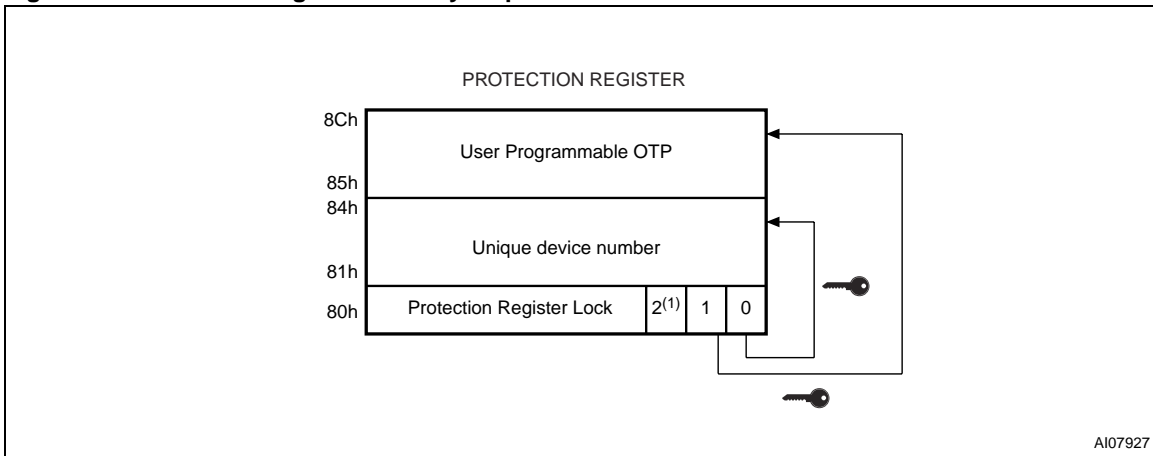 PROTECTION REGISTER
8Ch
User Programmable OTP
85h
84h
Unique device number
81h
80h Protection Register Lock 2(1) 1 0
AI07927